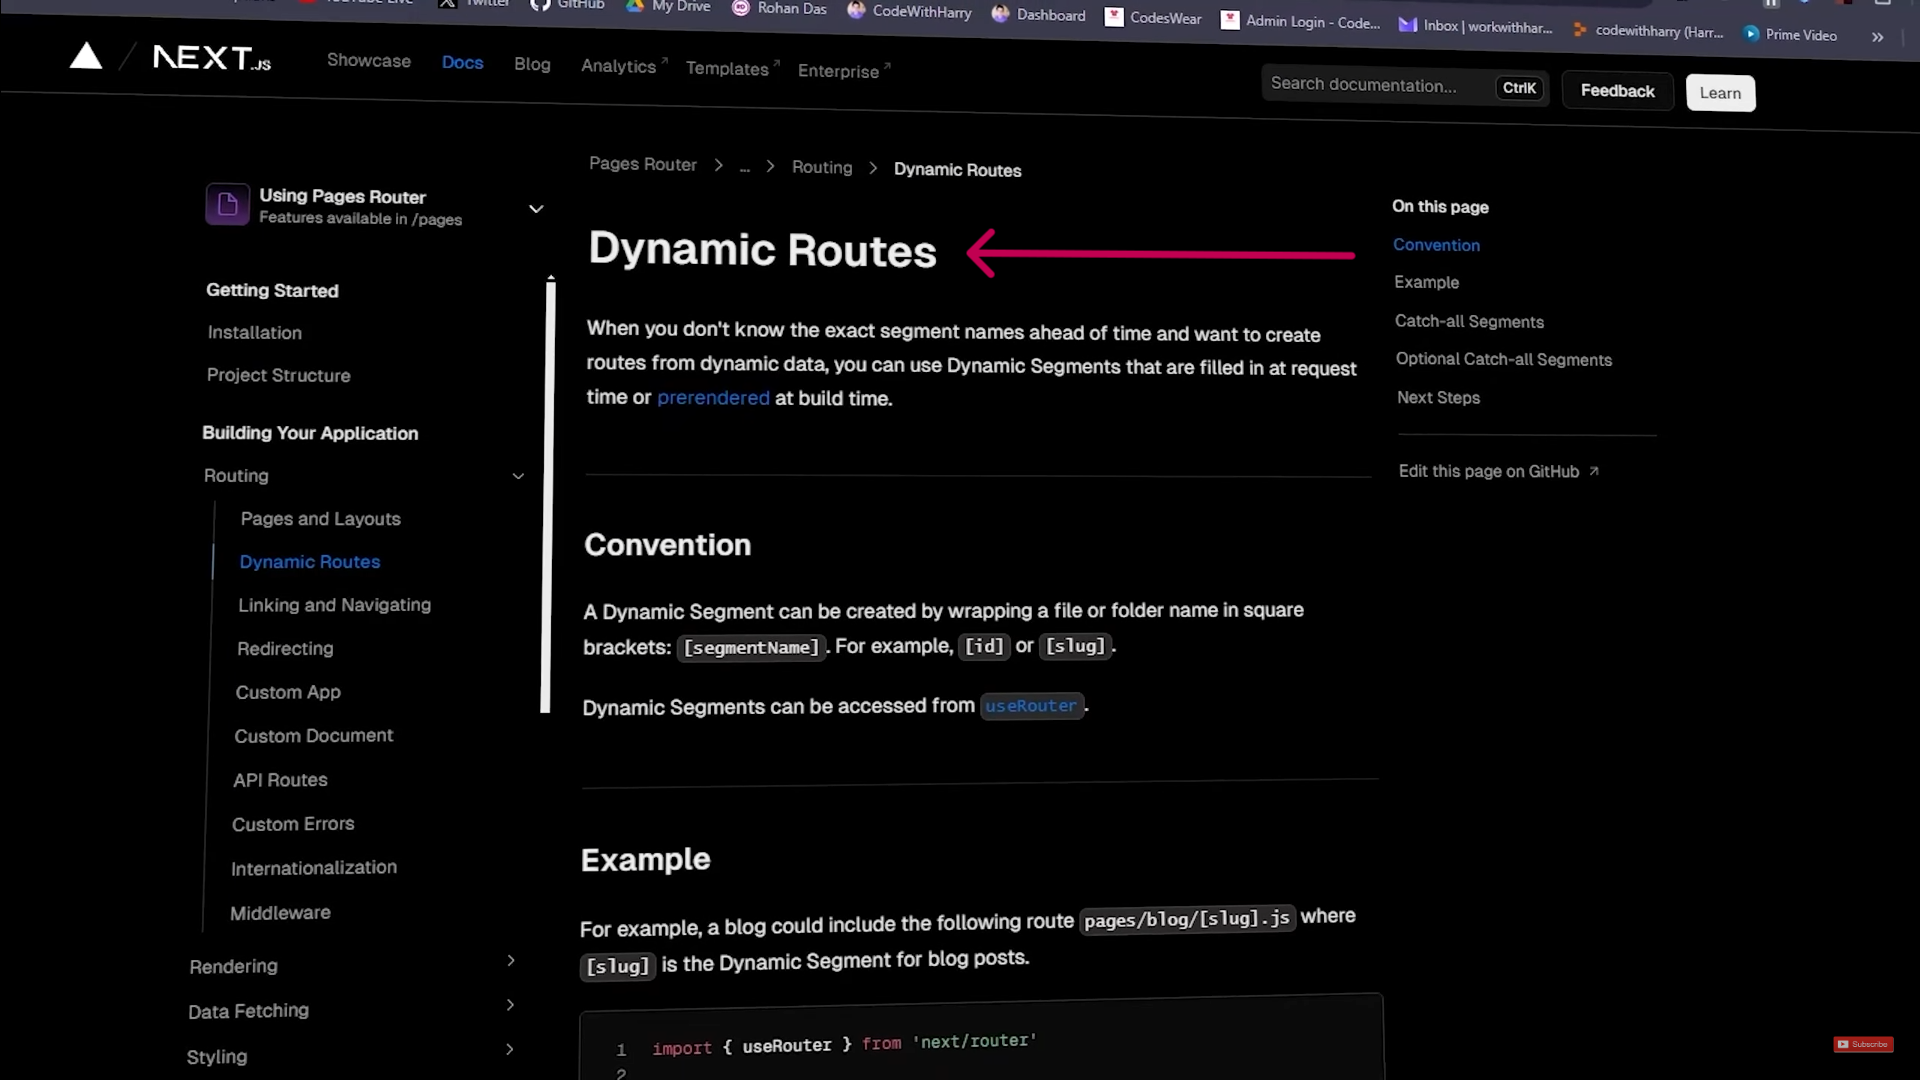 YouTube Live
Twitter
GitHub
My Drive
Rohan Das
CodeWithHarry
Dashboard
CodesWear
Admin Login - Code...
Inbox | workwithhar...
codewithharry (Harr...
Prime Video
»
NEXT.JS
Showcase
Docs
Blog
Analytics
Templates
Enterprise
Search documentation...
CtrlK
Feedback
Learn
Pages Router > ... > Routing > Dynamic Routes
Using Pages Router
Features available in /pages
Getting Started
Installation
Project Structure
Building Your Application
Routing
Pages and Layouts
Dynamic Routes
Linking and Navigating
Redirecting
Custom App
Custom Document
API Routes
Custom Errors
Internationalization
Middleware
Rendering
Data Fetching
Styling
Dynamic Routes
When you don't know the exact segment names ahead of time and want to create
routes from dynamic data, you can use Dynamic Segments that are filled in at request
time or prerendered at build time.
Convention
A Dynamic Segment can be created by wrapping a file or folder name in square
brackets: [segmentName]. For example, [id] or [slug].
Dynamic Segments can be accessed from useRouter.
Example
For example, a blog could include the following route pages/blog/[slug].js where
[slug] is the Dynamic Segment for blog posts.
1 import { useRouter } from 'next/router'
2
On this page
Convention
Example
Catch-all Segments
Optional Catch-all Segments
Next Steps
Edit this page on GitHub
Subscribe